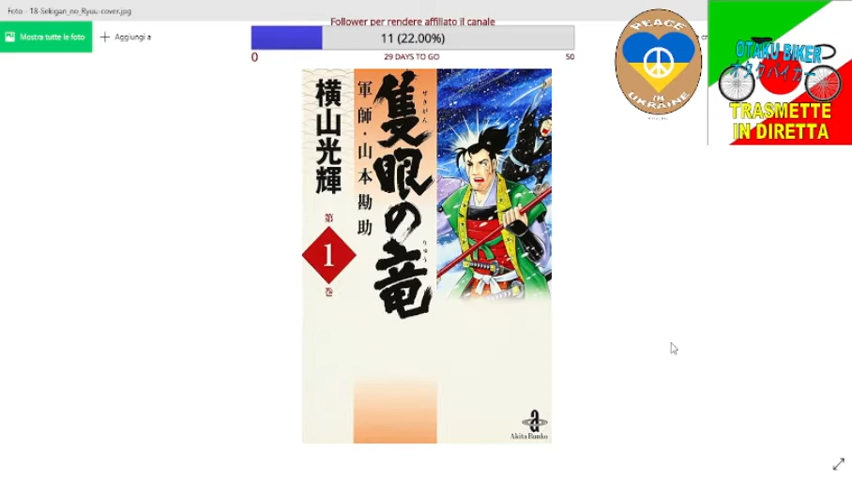 Foto - 18-Sekigan_no_Ryuu-cover.jpg
Mostra tutte le foto
Aggiungi a
Follower per rendere affiliato il canale
11 (22.00%)
0
29 DAYS TO GO
50
PEACE
IN
UKRAINE
OTAKU BIKER
オタクバイカー
TRASMETTE
IN DIRETTA
隻眼の竜
せきがん
りゅう
軍師・山本勘助
横山光輝
第
1
巻
a
Akita Bunko